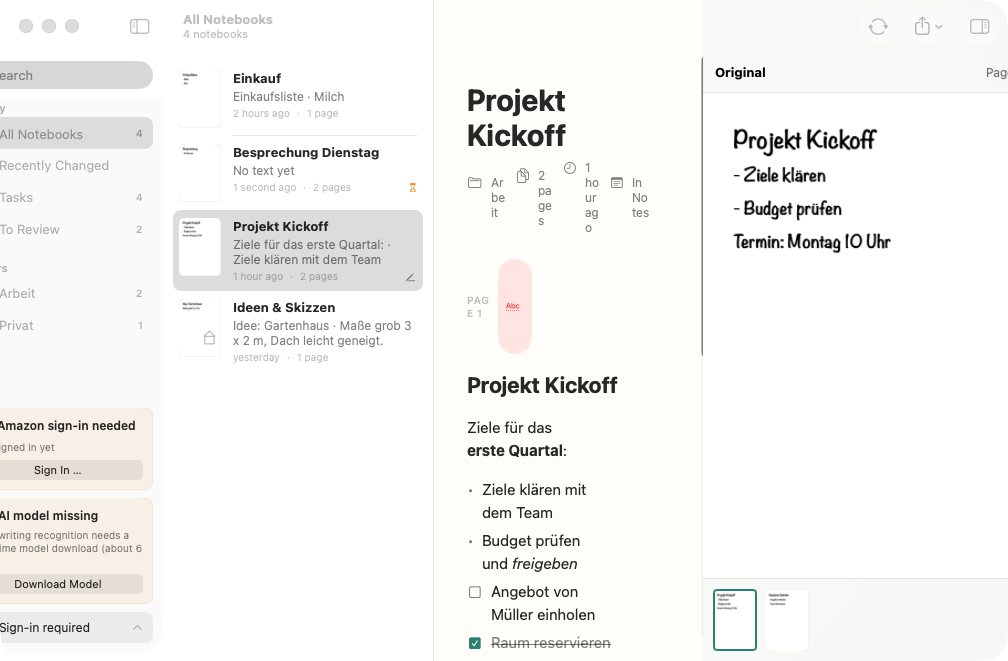 All Notebooks
4 notebooks
earch
y
All Notebooks 4
Recently Changed
Tasks 4
To Review 2
rs
Arbeit 2
Privat 1
Amazon sign-in needed
igned in yet
Sign In ...
AI model missing
writing recognition needs a
ime model download (about 6
Download Model
Sign-in required
Einkauf
Einkaufsliste · Milch
2 hours ago · 1 page
Besprechung Dienstag
No text yet
1 second ago · 2 pages
Projekt Kickoff
Ziele für das erste Quartal: ·
Ziele klären mit dem Team
1 hour ago · 2 pages
Ideen & Skizzen
Idee: Gartenhaus · Maße grob 3
x 2 m, Dach leicht geneigt.
yesterday · 1 page
Projekt
Kickoff
Ar
be
it
2
pa
ge
s
1
ho
ur
ag
o
In
No
tes
PAG
E 1
Abc
Projekt Kickoff
Ziele für das
erste Quartal:
• Ziele klären mit
dem Team
• Budget prüfen
und freigeben
Angebot von
Müller einholen
Raum reservieren
Original
Pag
Projekt Kickoff
- Ziele klären
- Budget prüfen
Termin: Montag 10 Uhr